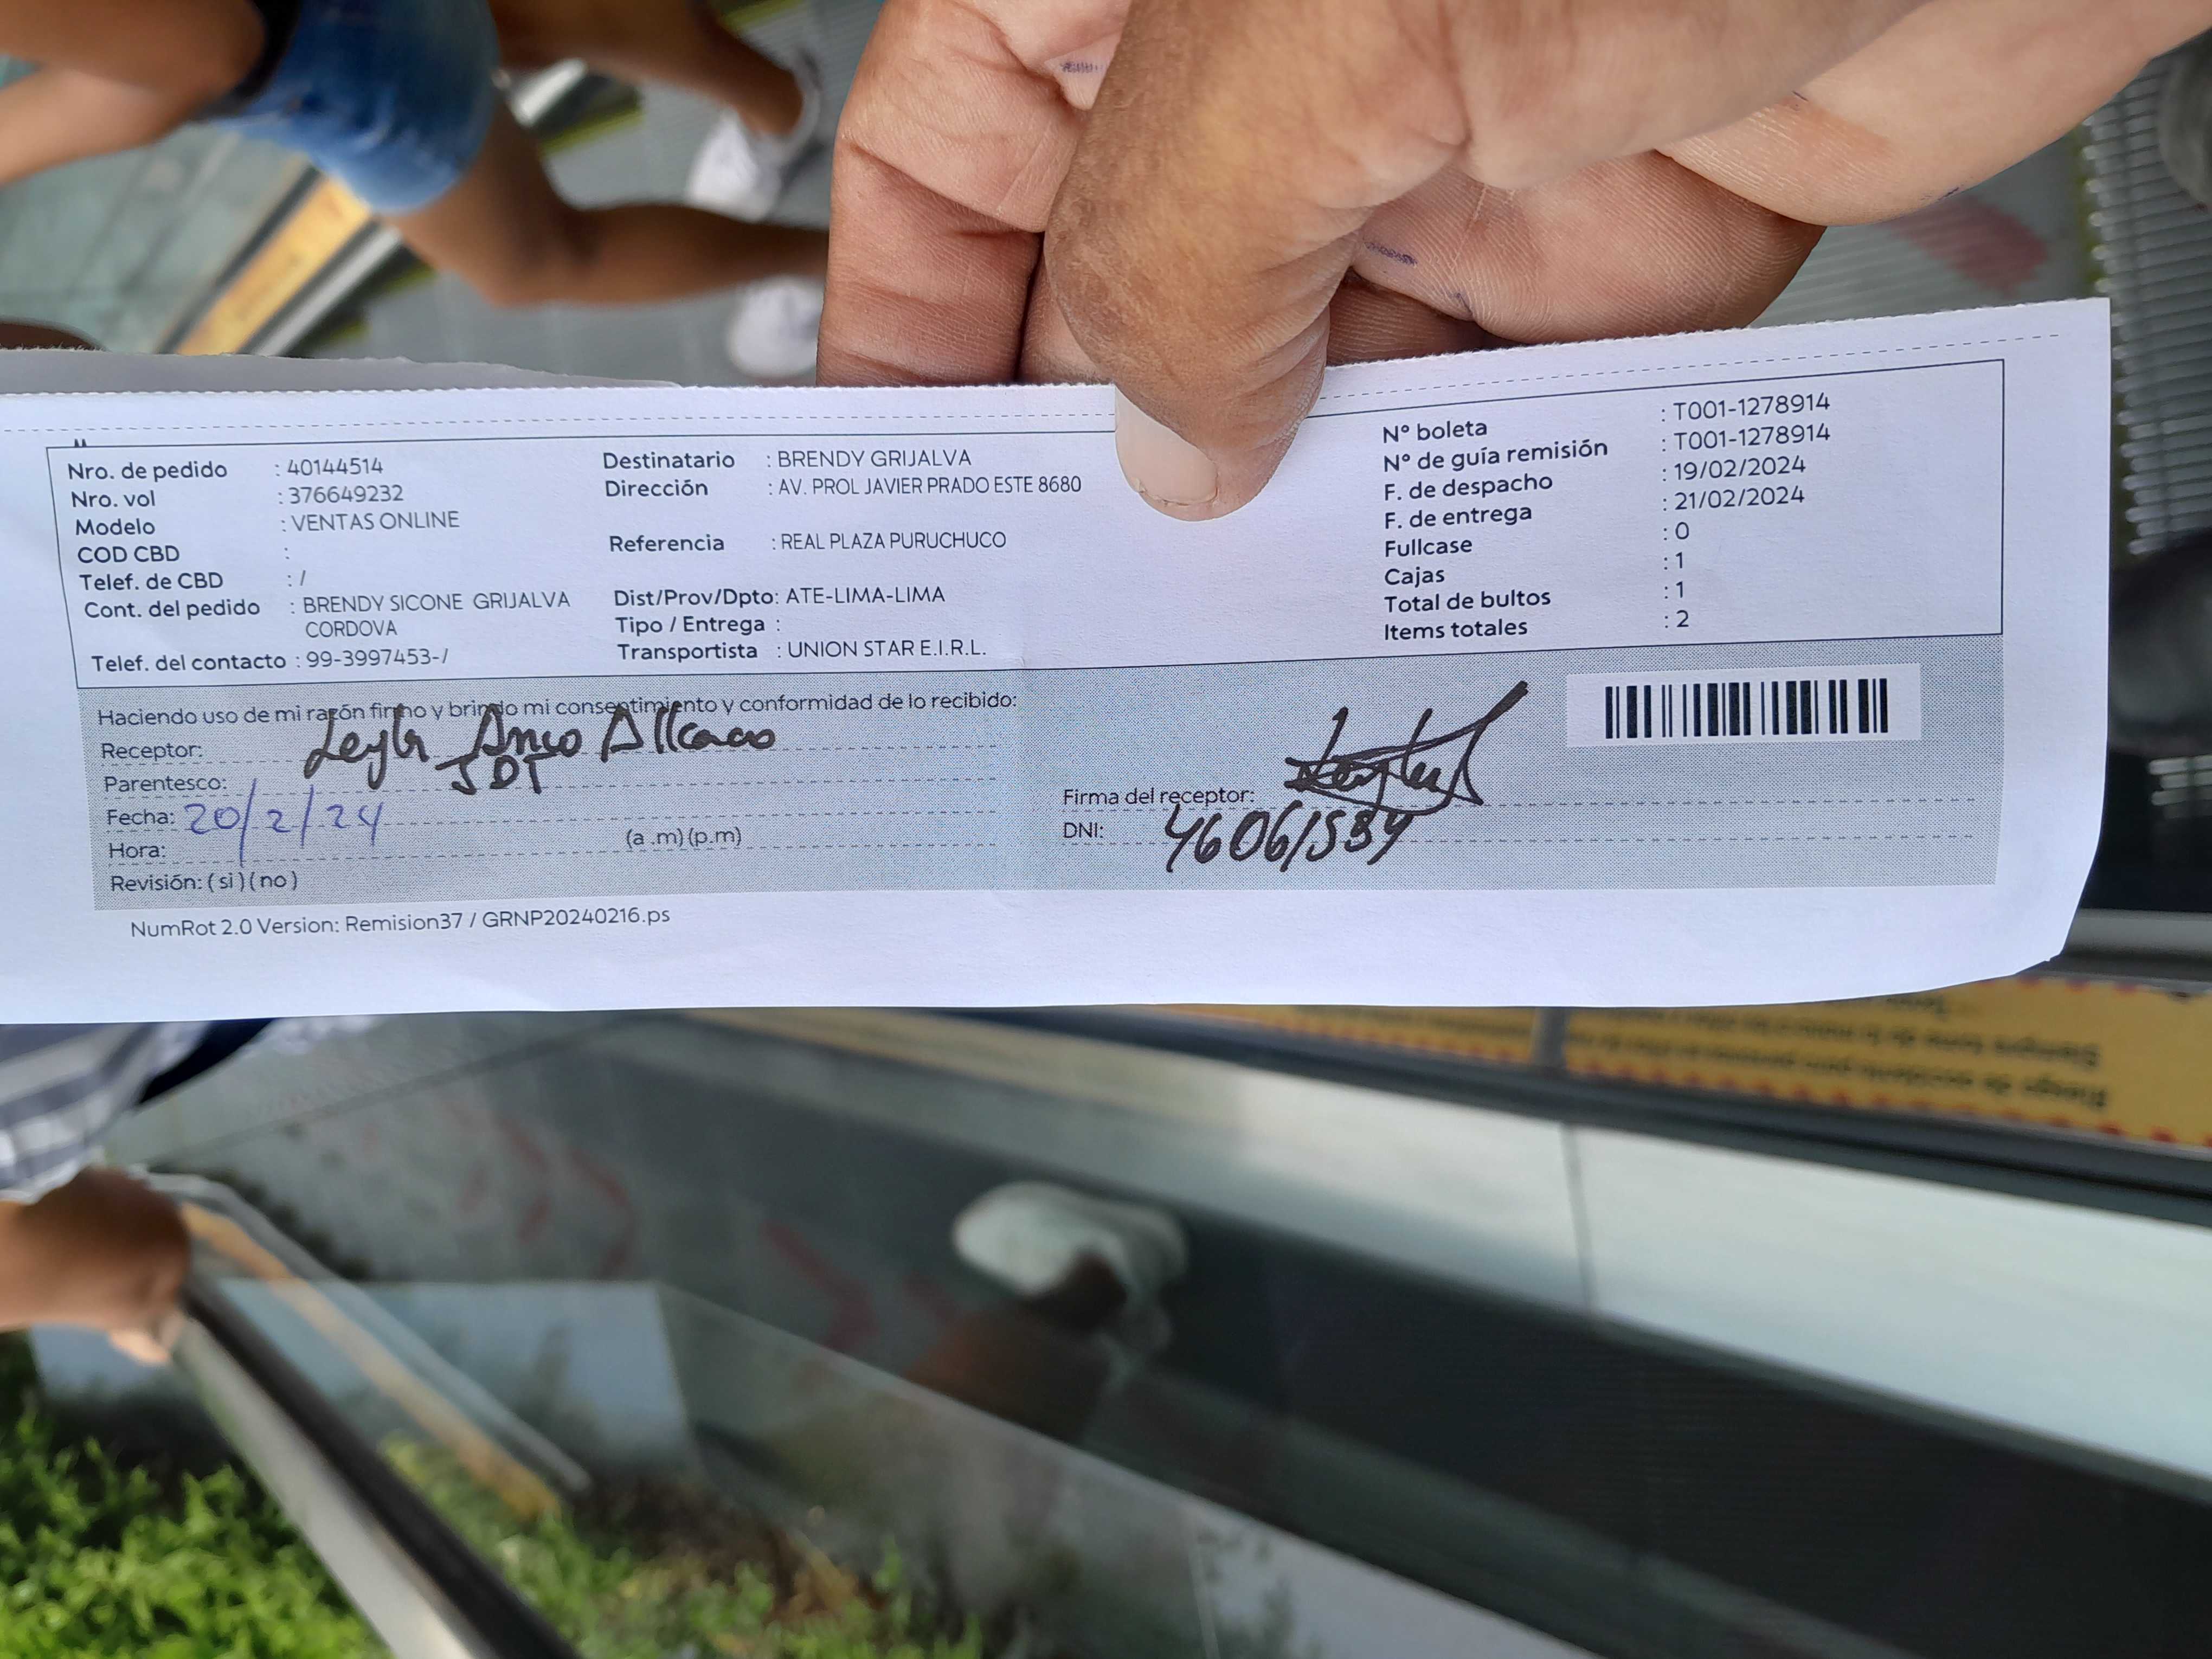 Nro. de pedido : 40144514
Nro. vol : 376649232
Modelo : VENTAS ONLINE
COD CBD :
Telef. de CBD : /
Cont. del pedido : BRENDY SICONE GRIJALVA
CORDOVA
Telef. del contacto : 99-3997453-/
Destinatario : BRENDY GRIJALVA
Dirección : AV. PROL JAVIER PRADO ESTE 8680
Referencia : REAL PLAZA PURUCHUCO
Dist/Prov/Dpto: ATE-LIMA-LIMA
Tipo / Entrega :
Transportista : UNION STAR E.I.R.L.
Nº boleta : T001-1278914
Nº de guía remisión : T001-1278914
F. de despacho : 19/02/2024
F. de entrega : 21/02/2024
Fullcase : 0
Cajas : 1
Total de bultos : 1
Items totales : 2
Haciendo uso de mi razón firmo y brindo mi consentimiento y conformidad de lo recibido:
Receptor: Leyla Anco
Parentesco: JDT
Fecha: 20/2/24
Hora: (a.m)(p.m)
Revisión: (si)(no)
Firma del receptor:
DNI:
NumRot 2.0 Version: Remision37 / GRNP20240216.ps